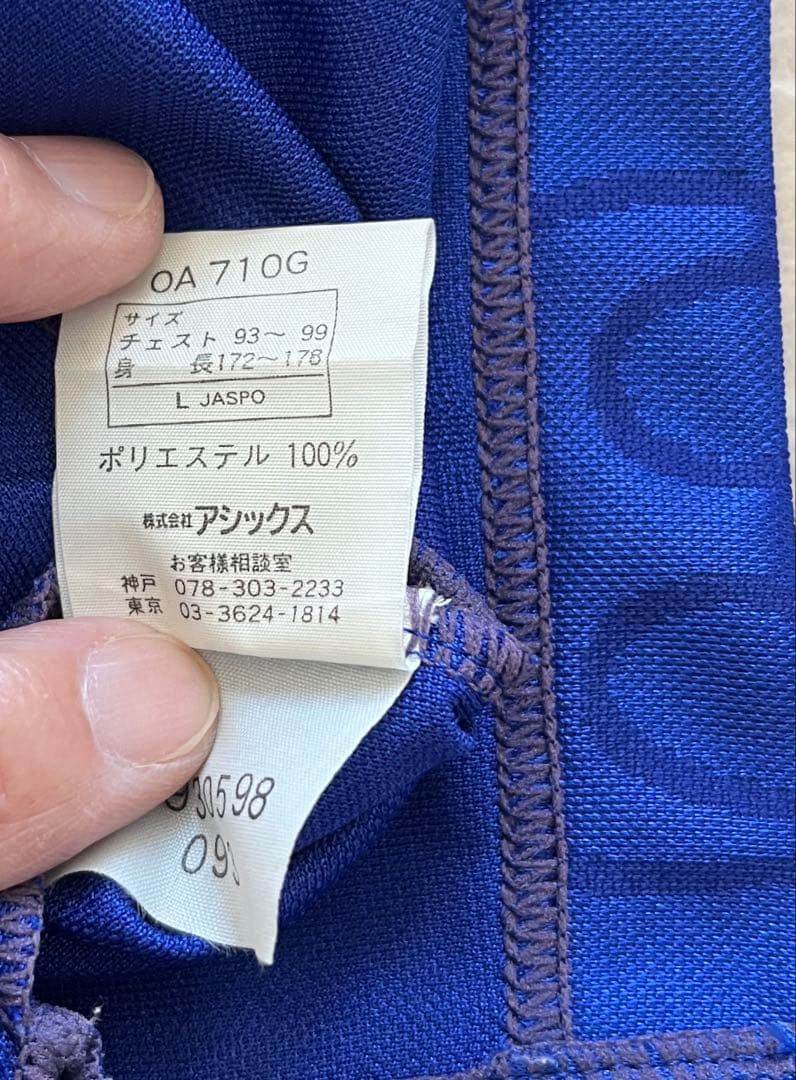 OA 710G
サイズ
チェスト 93～ 99
身　　長172～178
L JASPO
ポリエステル 100%
株式会社アシックス
お客様相談室
神戸 078-303-2233
東京 03-3624-1814
30598